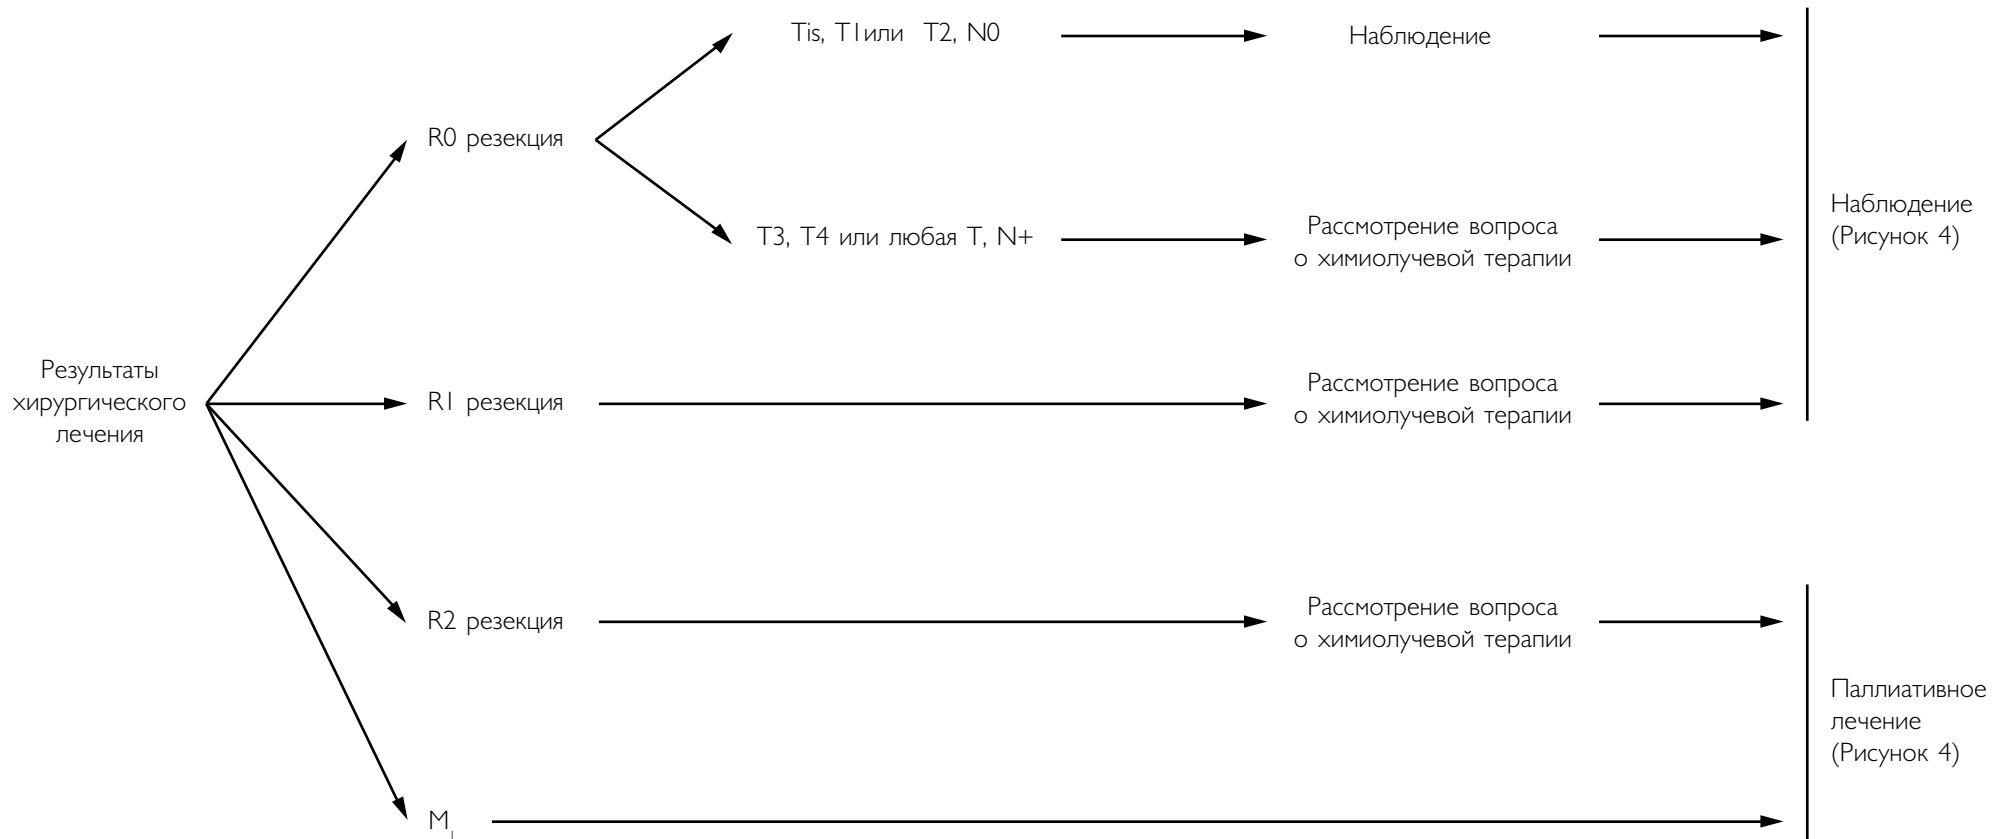 Tis, T1или T2, N0
Наблюдение
R0 резекция
T3, T4 или любая T, N+
Рассмотрение вопроса
о химиолучевой терапии
Наблюдение
(Рисунок 4)
Результаты
хирургического
лечения
R1 резекция
Рассмотрение вопроса
о химиолучевой терапии
R2 резекция
Рассмотрение вопроса
о химиолучевой терапии
Паллиативное
лечение
(Рисунок 4)
M1